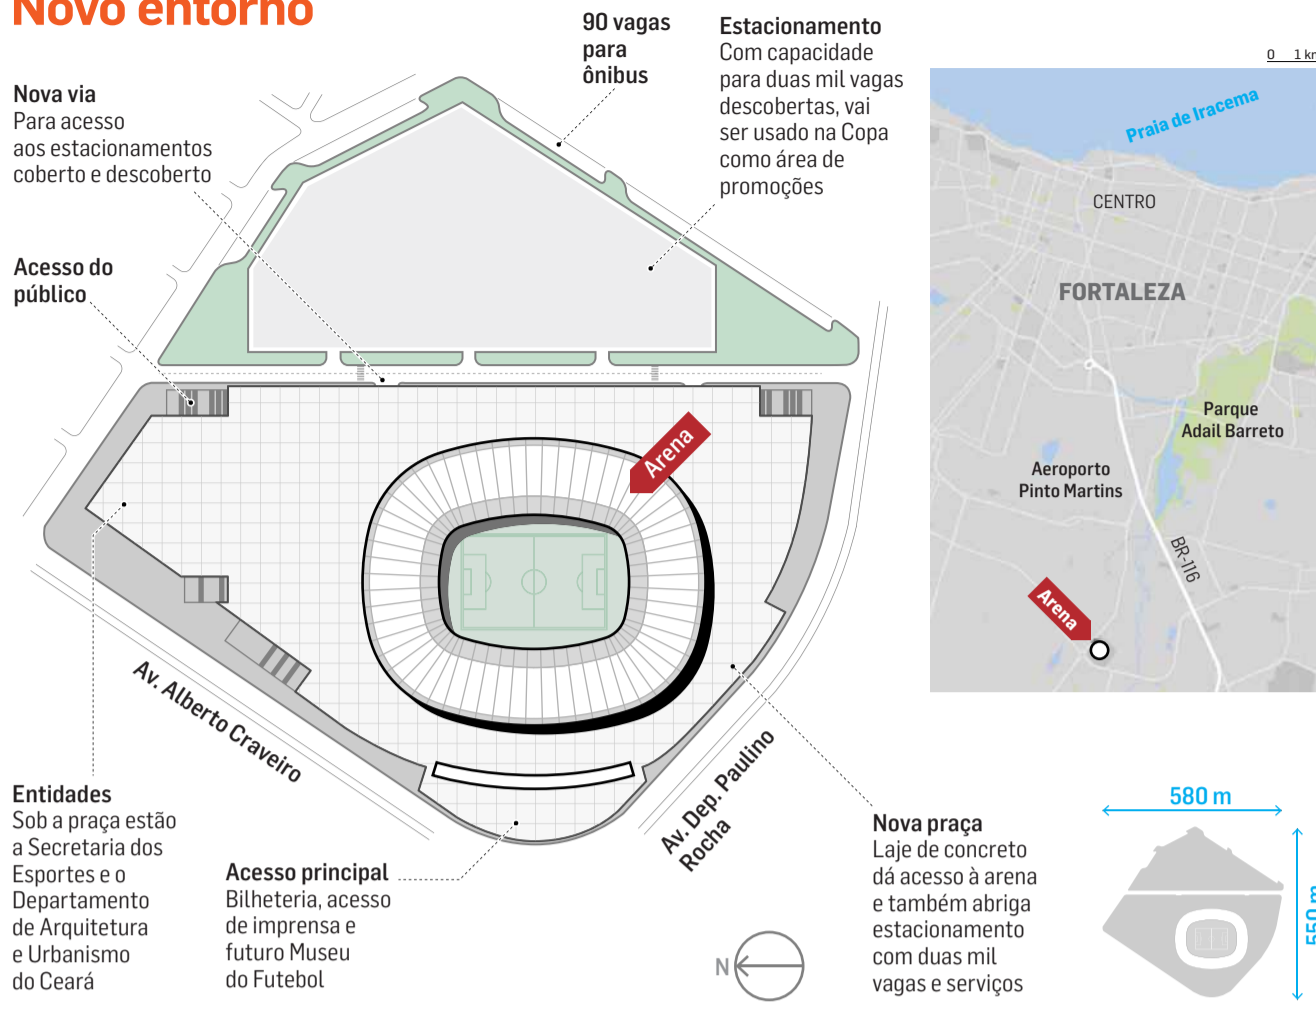 Novo entorno
90 vagas
para
ônibus
Estacionamento
Com capacidade
para duas mil vagas
descobertas, vai
ser usado na Copa
como área de
promoções
Nova via
Para acesso
aos estacionamentos
coberto e descoberto
Acesso do
público
Arena
Av. Alberto Craveiro
Av. Dep. Paulino
Rocha
Entidades
Sob a praça estão
a Secretaria dos
Esportes e o
Departamento
de Arquitetura
e Urbanismo
do Ceará
Acesso principal
Bilheteria, acesso
de imprensa e
futuro Museu
do Futebol
N
Nova praça
Laje de concreto
dá acesso à arena
e também abriga
estacionamento
com duas mil
vagas e serviços
0 1 km
Praia de Iracema
CENTRO
FORTALEZA
Parque
Adail Barreto
Aeroporto
Pinto Martins
BR-116
Arena
580 m
550 m